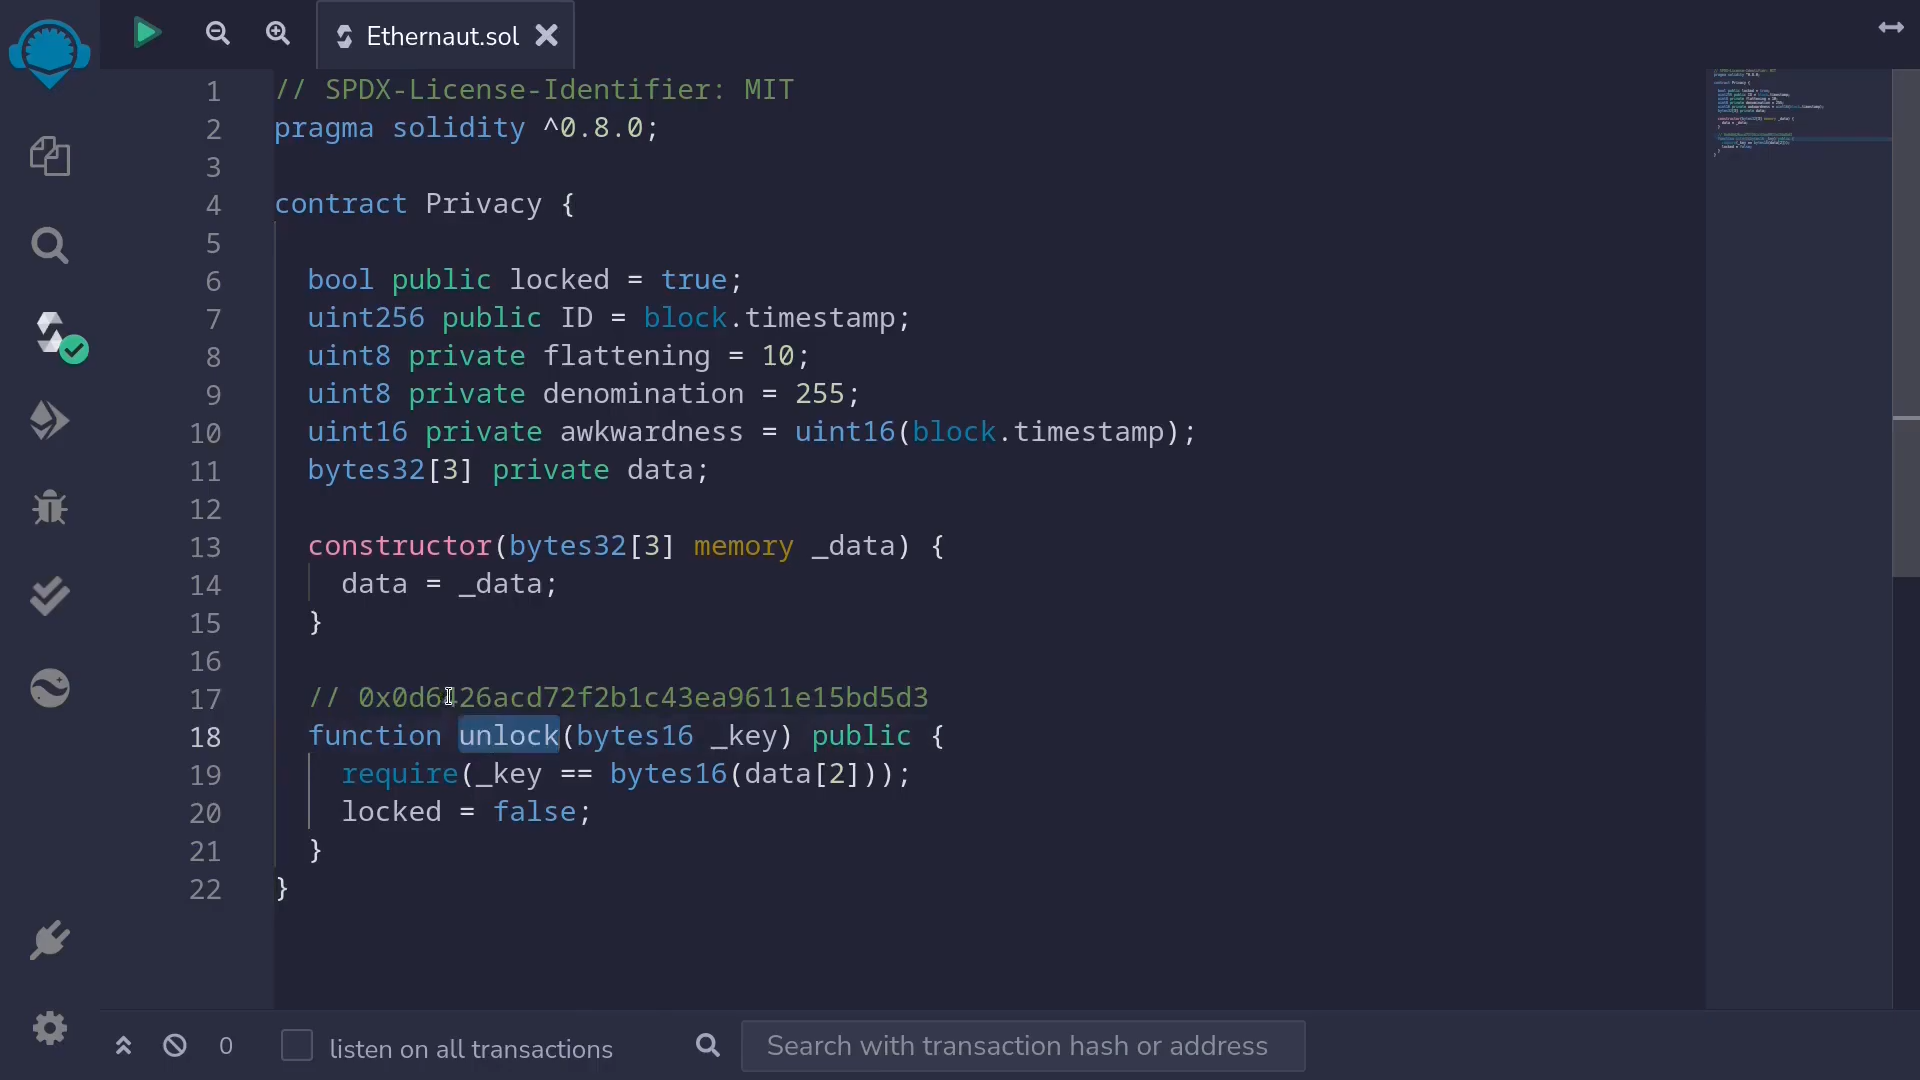 Ethernaut.sol
1 // SPDX-License-Identifier: MIT
2 pragma solidity ^0.8.0;
3
4 contract Privacy {
5
6 bool public locked = true;
7 uint256 public ID = block.timestamp;
8 uint8 private flattening = 10;
9 uint8 private denomination = 255;
10 uint16 private awkwardness = uint16(block.timestamp);
11 bytes32[3] private data;
12
13 constructor(bytes32[3] memory _data) {
14 data = _data;
15 }
16
17 // 0x0d6426acd72f2b1c43ea9611e15bd5d3
18 function unlock(bytes16 _key) public {
19 require(_key == bytes16(data[2]));
20 locked = false;
21 }
22 }
0 listen on all transactions Search with transaction hash or address